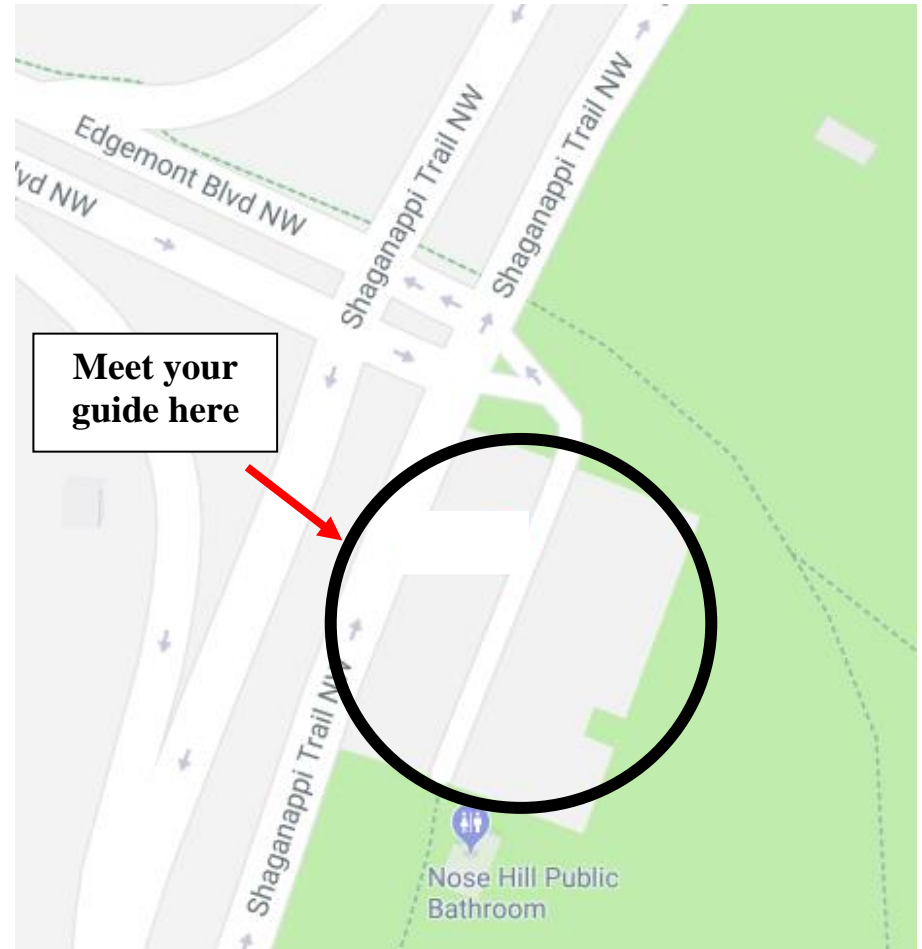 Shaganappi Trail NW
Shaganappi Trail NW
Edgemont Blvd NW
vd NW
Meet your
guide here
Shaganappi Trail NW
Nose Hill Public
Bathroom